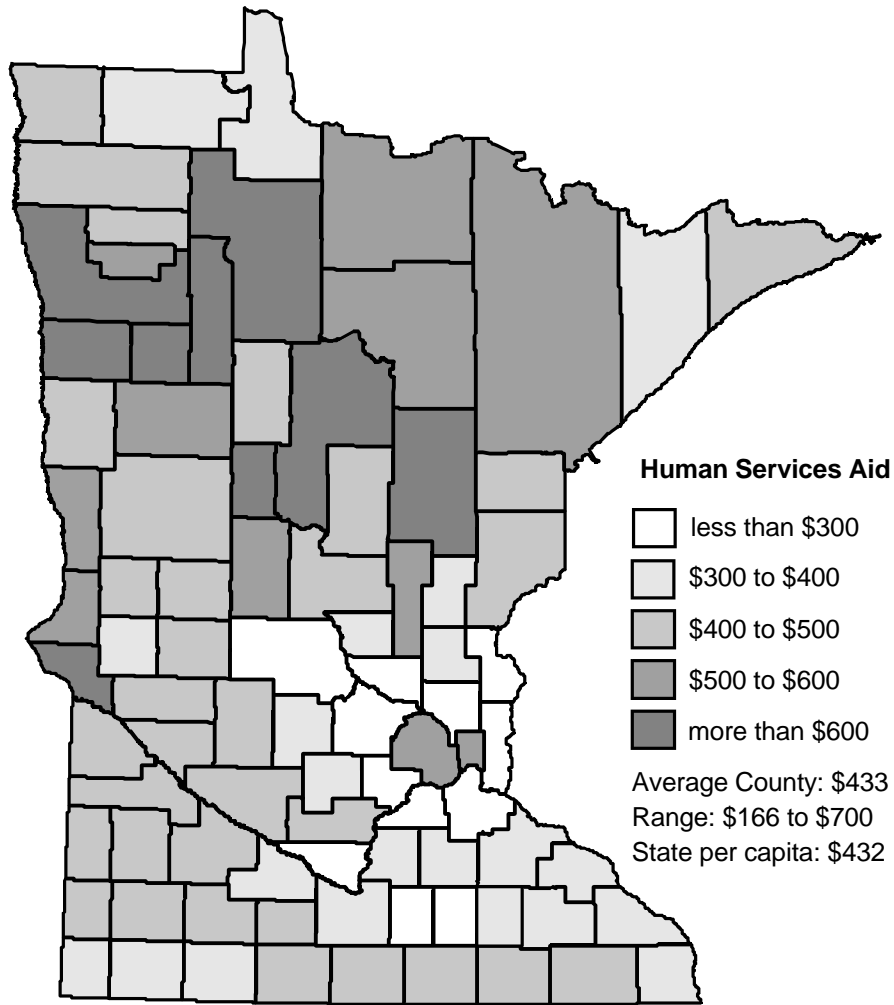 Human Services Aid
less than $300
$300 to $400
$400 to $500
$500 to $600
more than $600
Average County: $433
Range: $166 to $700
State per capita: $432